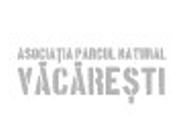 ASOCIAȚIA PARCUL NATURAL
VĂCĂREȘTI